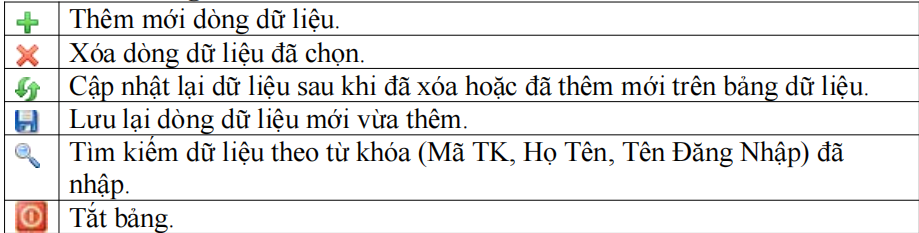 Thêm mới dòng dữ liệu.
Xóa dòng dữ liệu đã chọn.
Cập nhật lại dữ liệu sau khi đã xóa hoặc đã thêm mới trên bảng dữ liệu.
Lưu lại dòng dữ liệu mới vừa thêm.
Tìm kiếm dữ liệu theo từ khóa (Mã TK, Họ Tên, Tên Đăng Nhập) đã
nhập.
Tắt bảng.